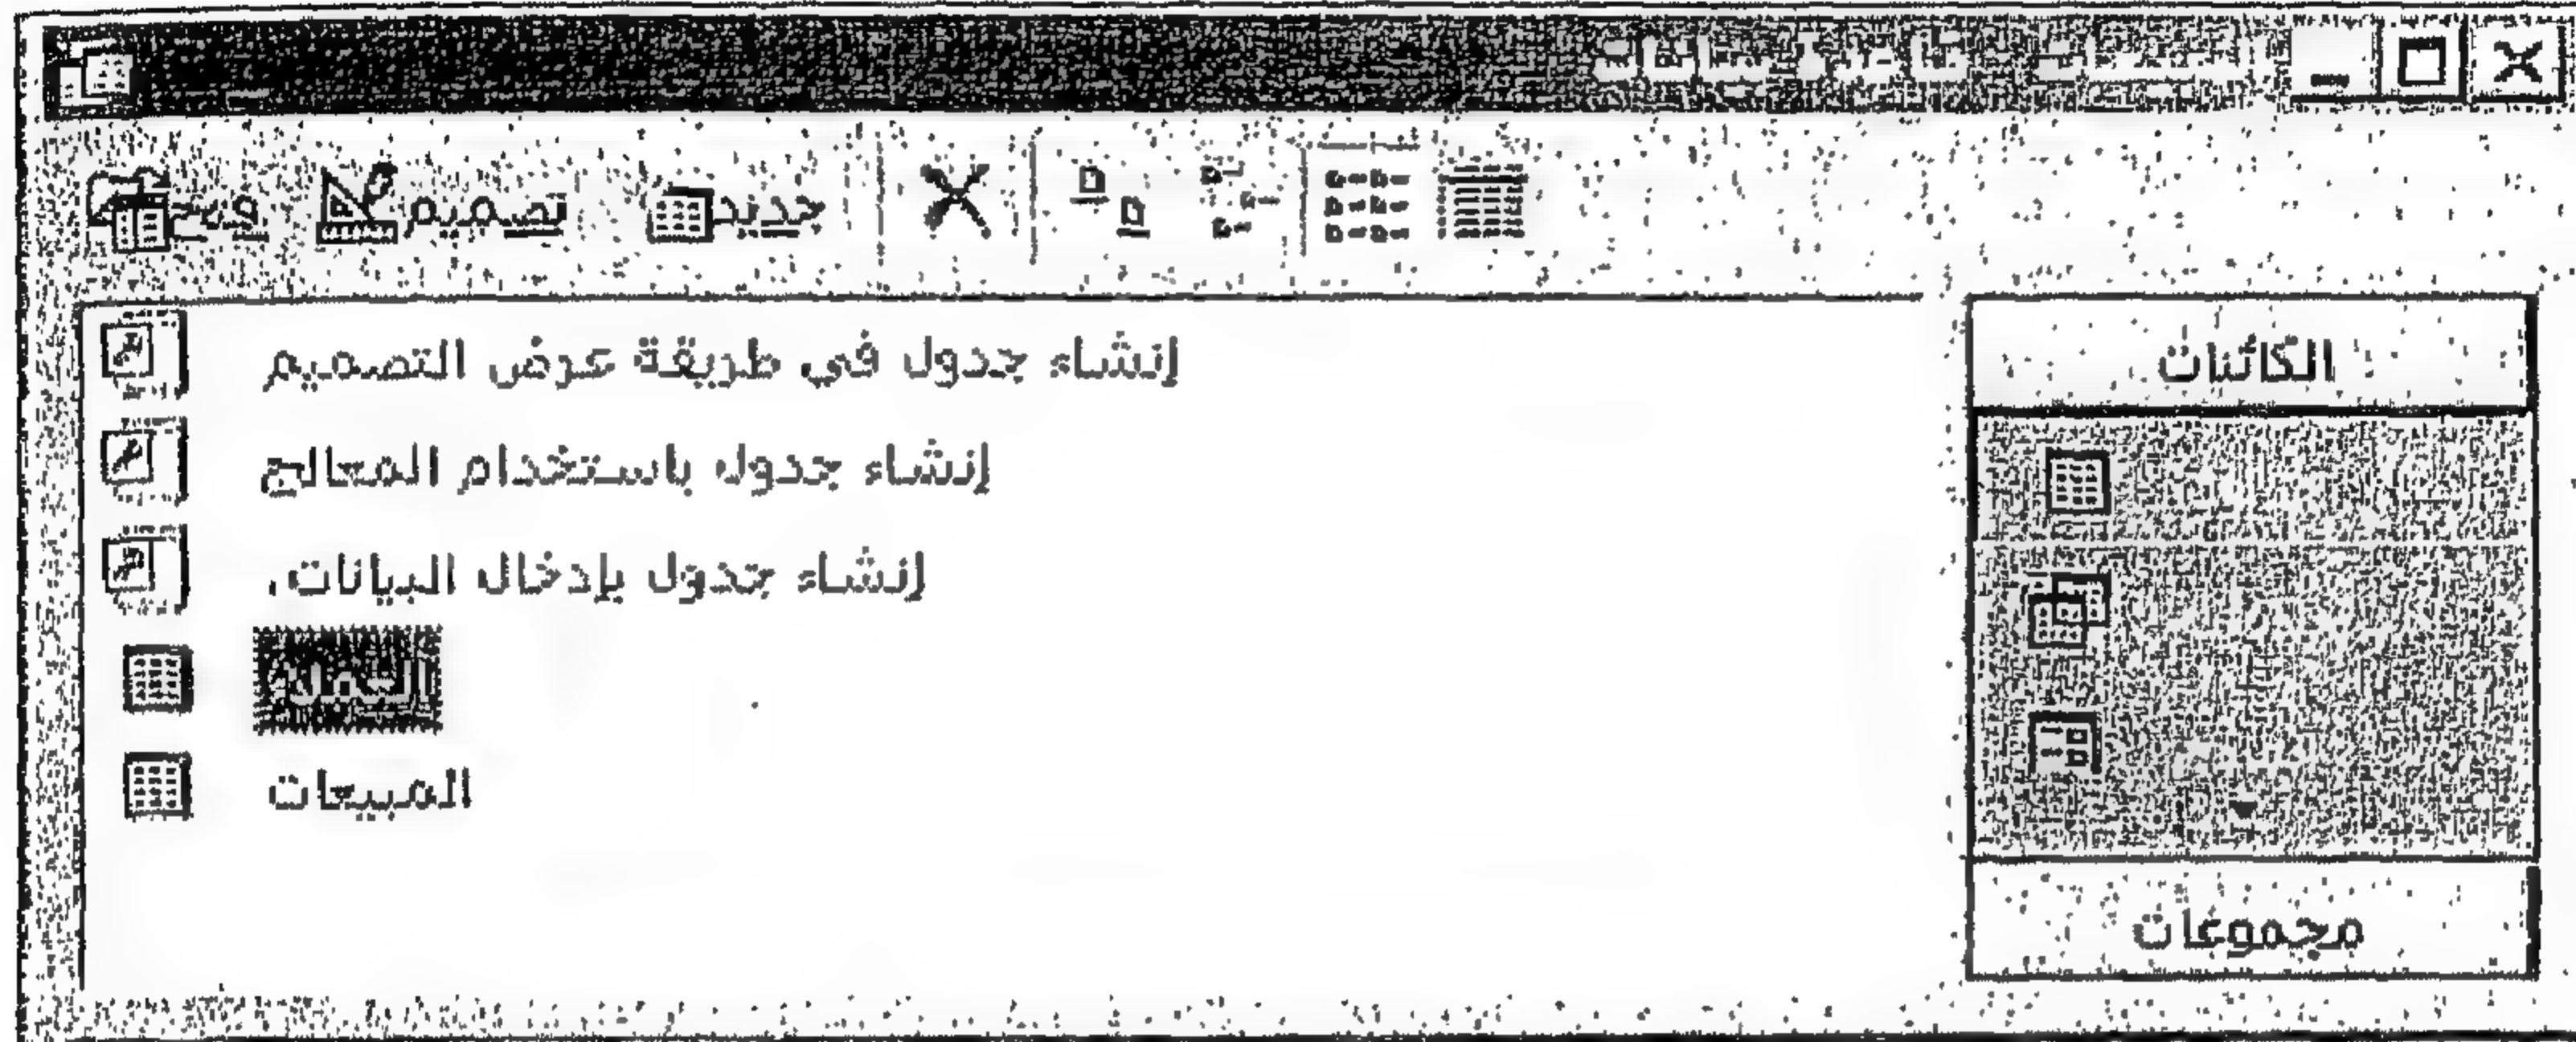 فتح تصميم جديد
الكائنات
إنشاء جدول في طريقة عرض التصميم
إنشاء جدول باستخدام المعالج
إنشاء جدول بإدخال البيانات.
المبيعات
مجموعات